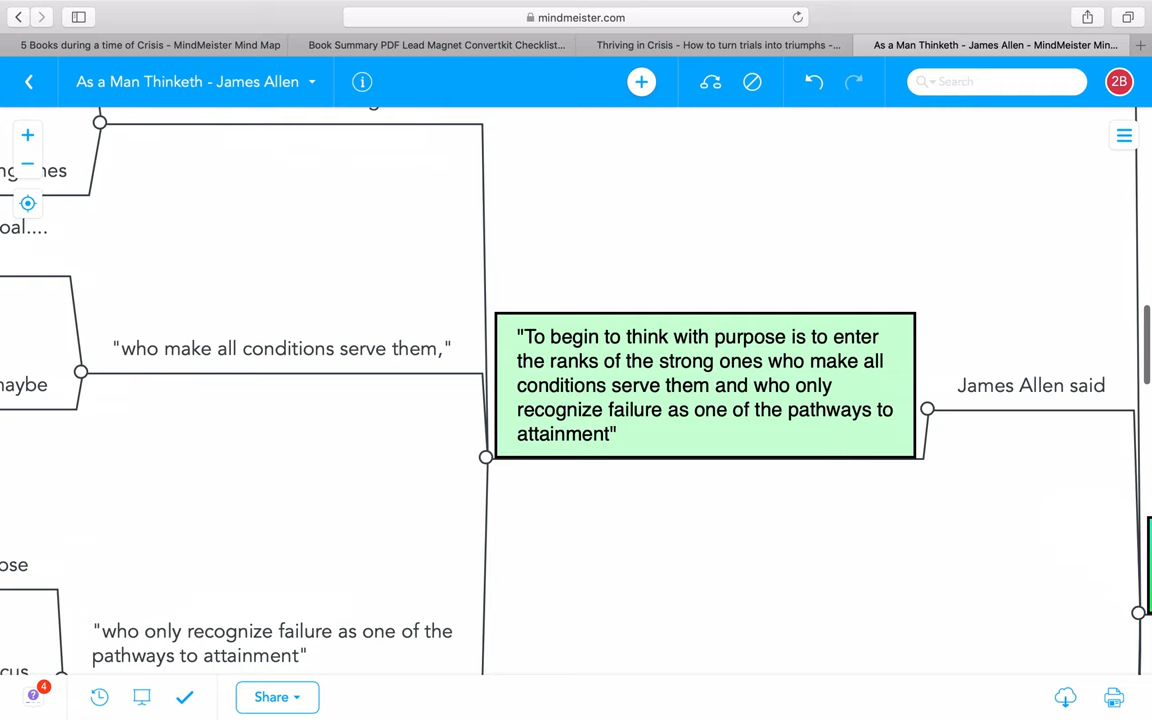 mindmeister.com
5 Books during a time of Crisis - MindMeister Mind Map
Book Summary PDF Lead Magnet Convertkit Checklist...
Thriving in Crisis - How to turn trials into triumphs -...
As a Man Thinketh - James Allen - MindMeister Min...
As a Man Thinketh - James Allen
Search
2B
oal....
"who make all conditions serve them,"
"To begin to think with purpose is to enter
the ranks of the strong ones who make all
conditions serve them and who only
recognize failure as one of the pathways to
attainment"
James Allen said
naybe
ose
"who only recognize failure as one of the
pathways to attainment"
cus
4
Share